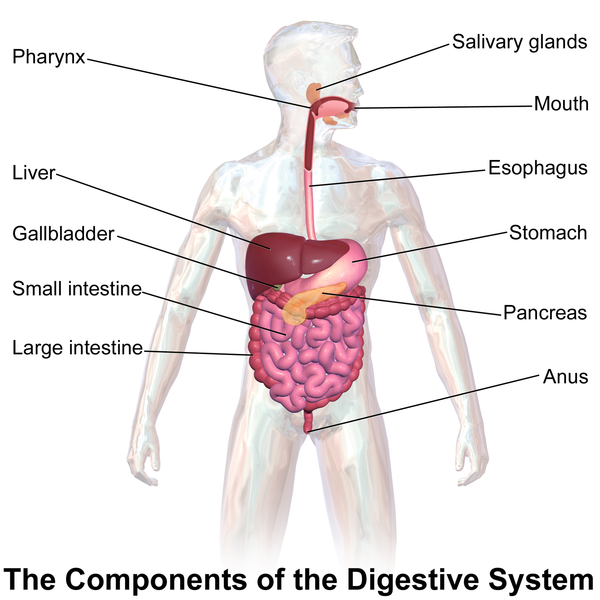 Salivary glands
Pharynx
Mouth
Esophagus
Liver
Stomach
Gallbladder
Small intestine
Pancreas
Large intestine
Anus
The Components of the Digestive System